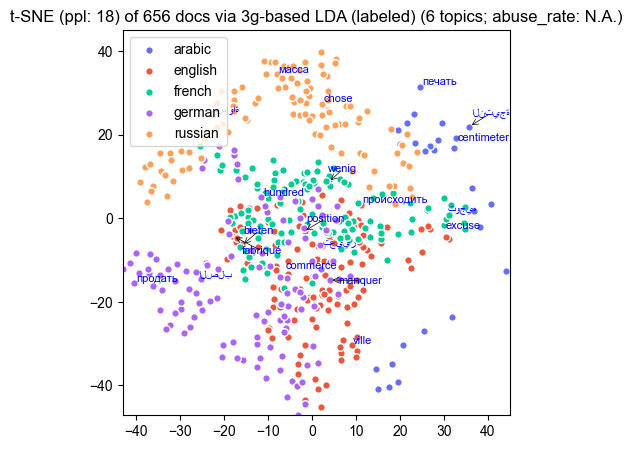 t-SNE (ppl: 18) of 656 docs via 3g-based LDA (labeled) (6 topics; abuse_rate: N.A.)
arabic
english
french
german
russian
масса
печать
chose
centimeter
wenig
hundred
происходить
position
excuse
bieten
fabrique
commerce
продать
manquer
ville
40
20
0
−20
−40
−40
−30
−20
−10
0
10
20
30
40